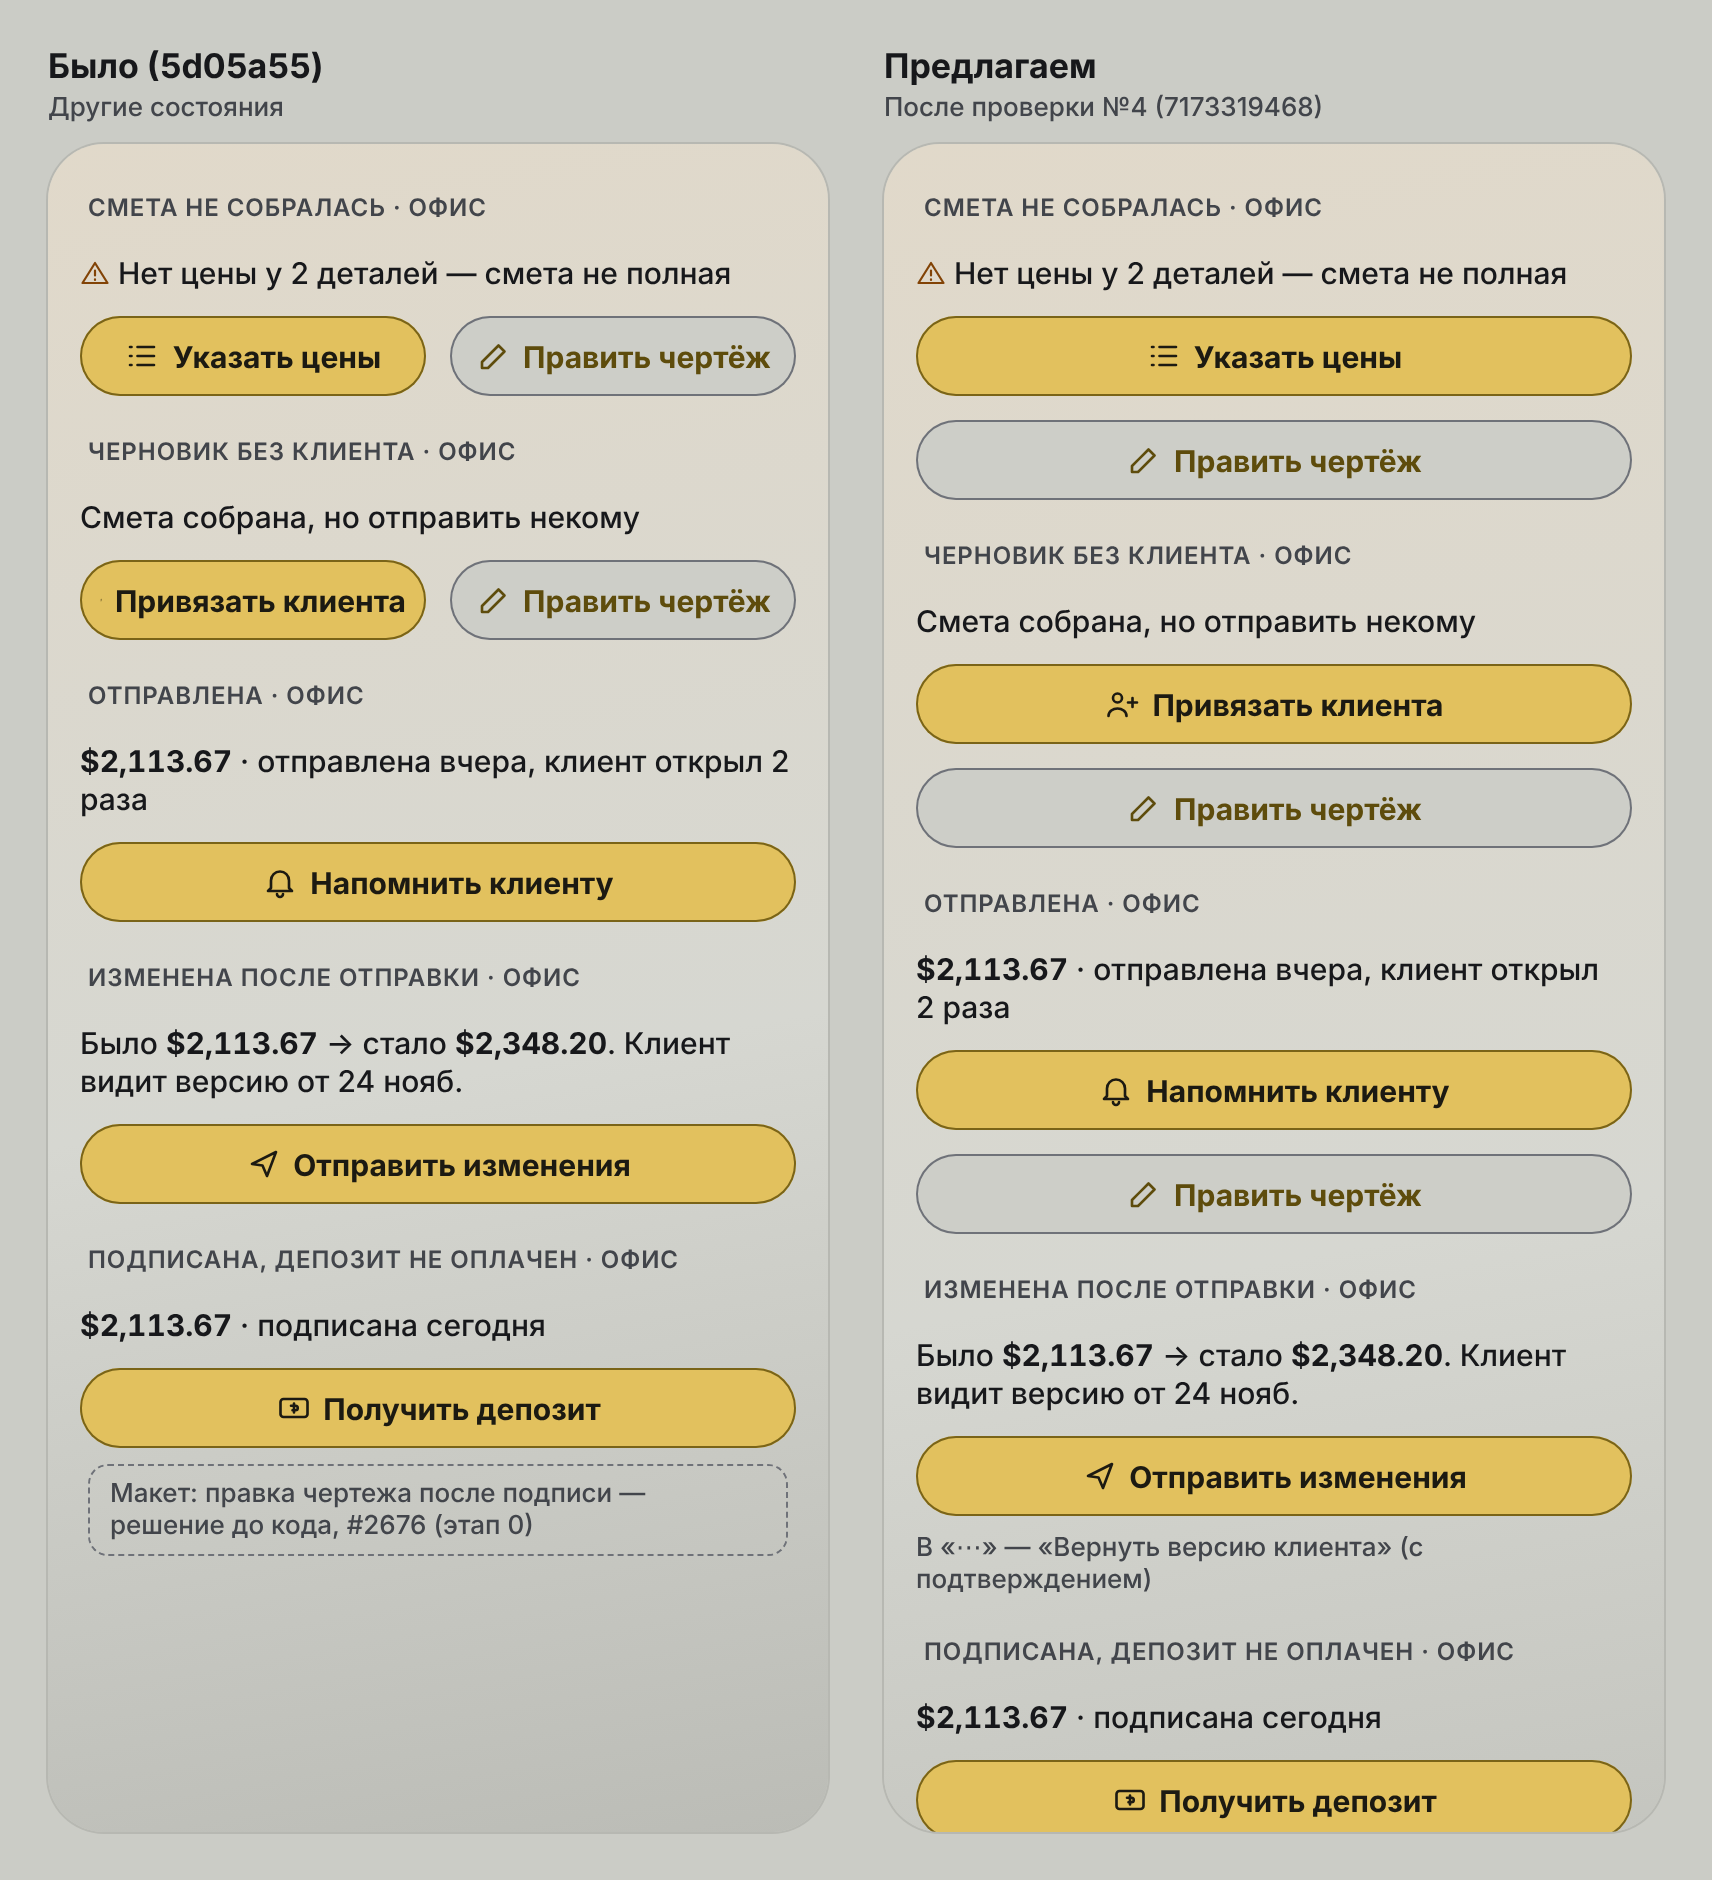 Было (5d05a55)
Другие состояния
СМЕТА НЕ СОБРАЛАСЬ · ОФИС
Нет цены у 2 деталей — смета не полная
Указать цены
Править чертёж
ЧЕРНОВИК БЕЗ КЛИЕНТА · ОФИС
Смета собрана, но отправить некому
Привязать клиента
Править чертёж
ОТПРАВЛЕНА · ОФИС
$2,113.67 · отправлена вчера, клиент открыл 2
раза
Напомнить клиенту
ИЗМЕНЕНА ПОСЛЕ ОТПРАВКИ · ОФИС
Было $2,113.67 → стало $2,348.20. Клиент
видит версию от 24 нояб.
Отправить изменения
ПОДПИСАНА, ДЕПОЗИТ НЕ ОПЛАЧЕН · ОФИС
$2,113.67 · подписана сегодня
Получить депозит
Макет: правка чертежа после подписи —
решение до кода, #2676 (этап 0)
Предлагаем
После проверки №4 (7173319468)
СМЕТА НЕ СОБРАЛАСЬ · ОФИС
Нет цены у 2 деталей — смета не полная
Указать цены
Править чертёж
ЧЕРНОВИК БЕЗ КЛИЕНТА · ОФИС
Смета собрана, но отправить некому
Привязать клиента
Править чертёж
ОТПРАВЛЕНА · ОФИС
$2,113.67 · отправлена вчера, клиент открыл
2 раза
Напомнить клиенту
Править чертёж
ИЗМЕНЕНА ПОСЛЕ ОТПРАВКИ · ОФИС
Было $2,113.67 → стало $2,348.20. Клиент
видит версию от 24 нояб.
Отправить изменения
В «···» — «Вернуть версию клиента» (с
подтверждением)
ПОДПИСАНА, ДЕПОЗИТ НЕ ОПЛАЧЕН · ОФИС
$2,113.67 · подписана сегодня
Получить депозит